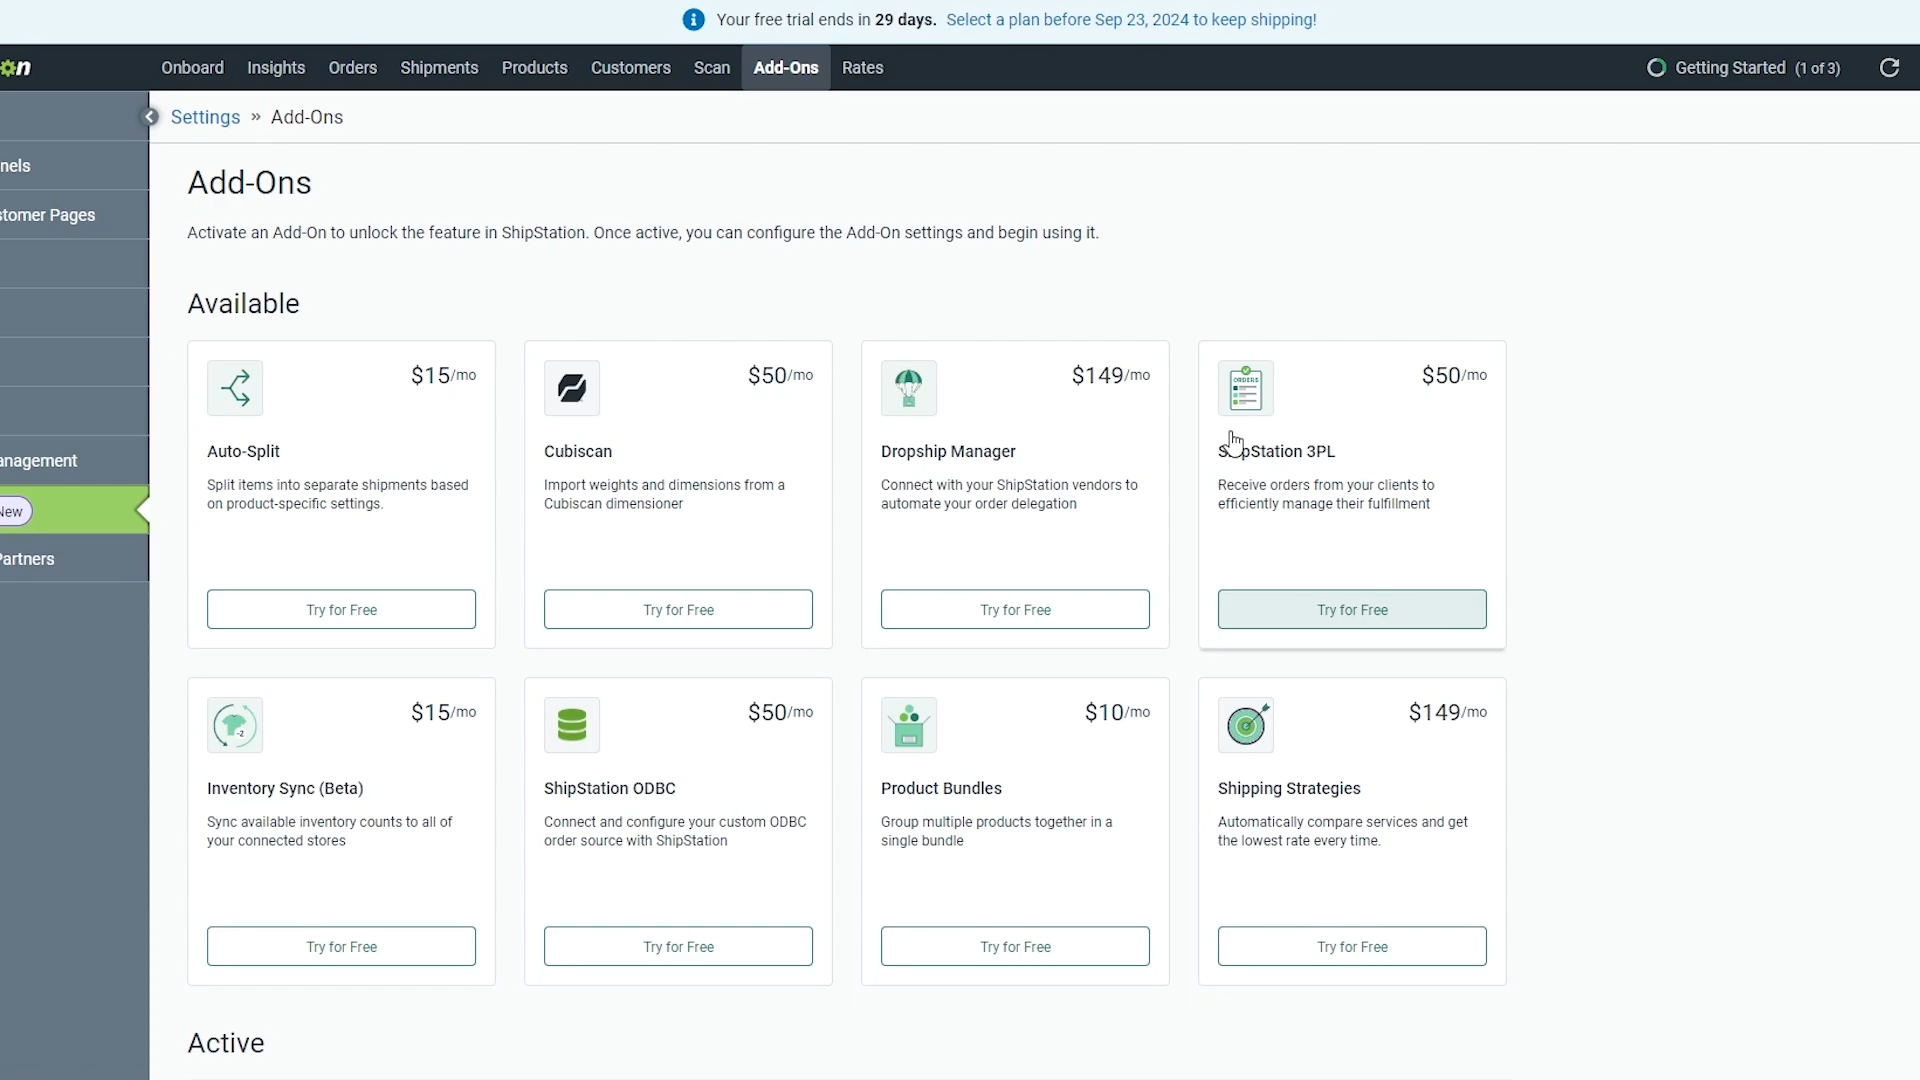 Your free trial ends in 29 days. Select a plan before Sep 23, 2024 to keep shipping!
on Onboard Insights Orders Shipments Products Customers Scan Add-Ons Rates Getting Started (1 of 3)
Settings » Add-Ons
nels
stomer Pages
anagement
New
Partners
Add-Ons
Activate an Add-On to unlock the feature in ShipStation. Once active, you can configure the Add-On settings and begin using it.
Available
$15/mo
Auto-Split
Split items into separate shipments based
on product-specific settings.
Try for Free
$50/mo
Cubiscan
Import weights and dimensions from a
Cubiscan dimensioner
Try for Free
$149/mo
Dropship Manager
Connect with your ShipStation vendors to
automate your order delegation
Try for Free
ORDERS
$50/mo
ShipStation 3PL
Receive orders from your clients to
efficiently manage their fulfillment
Try for Free
-2
$15/mo
Inventory Sync (Beta)
Sync available inventory counts to all of
your connected stores
Try for Free
$50/mo
ShipStation ODBC
Connect and configure your custom ODBC
order source with ShipStation
Try for Free
$10/mo
Product Bundles
Group multiple products together in a
single bundle
Try for Free
$149/mo
Shipping Strategies
Automatically compare services and get
the lowest rate every time.
Try for Free
Active